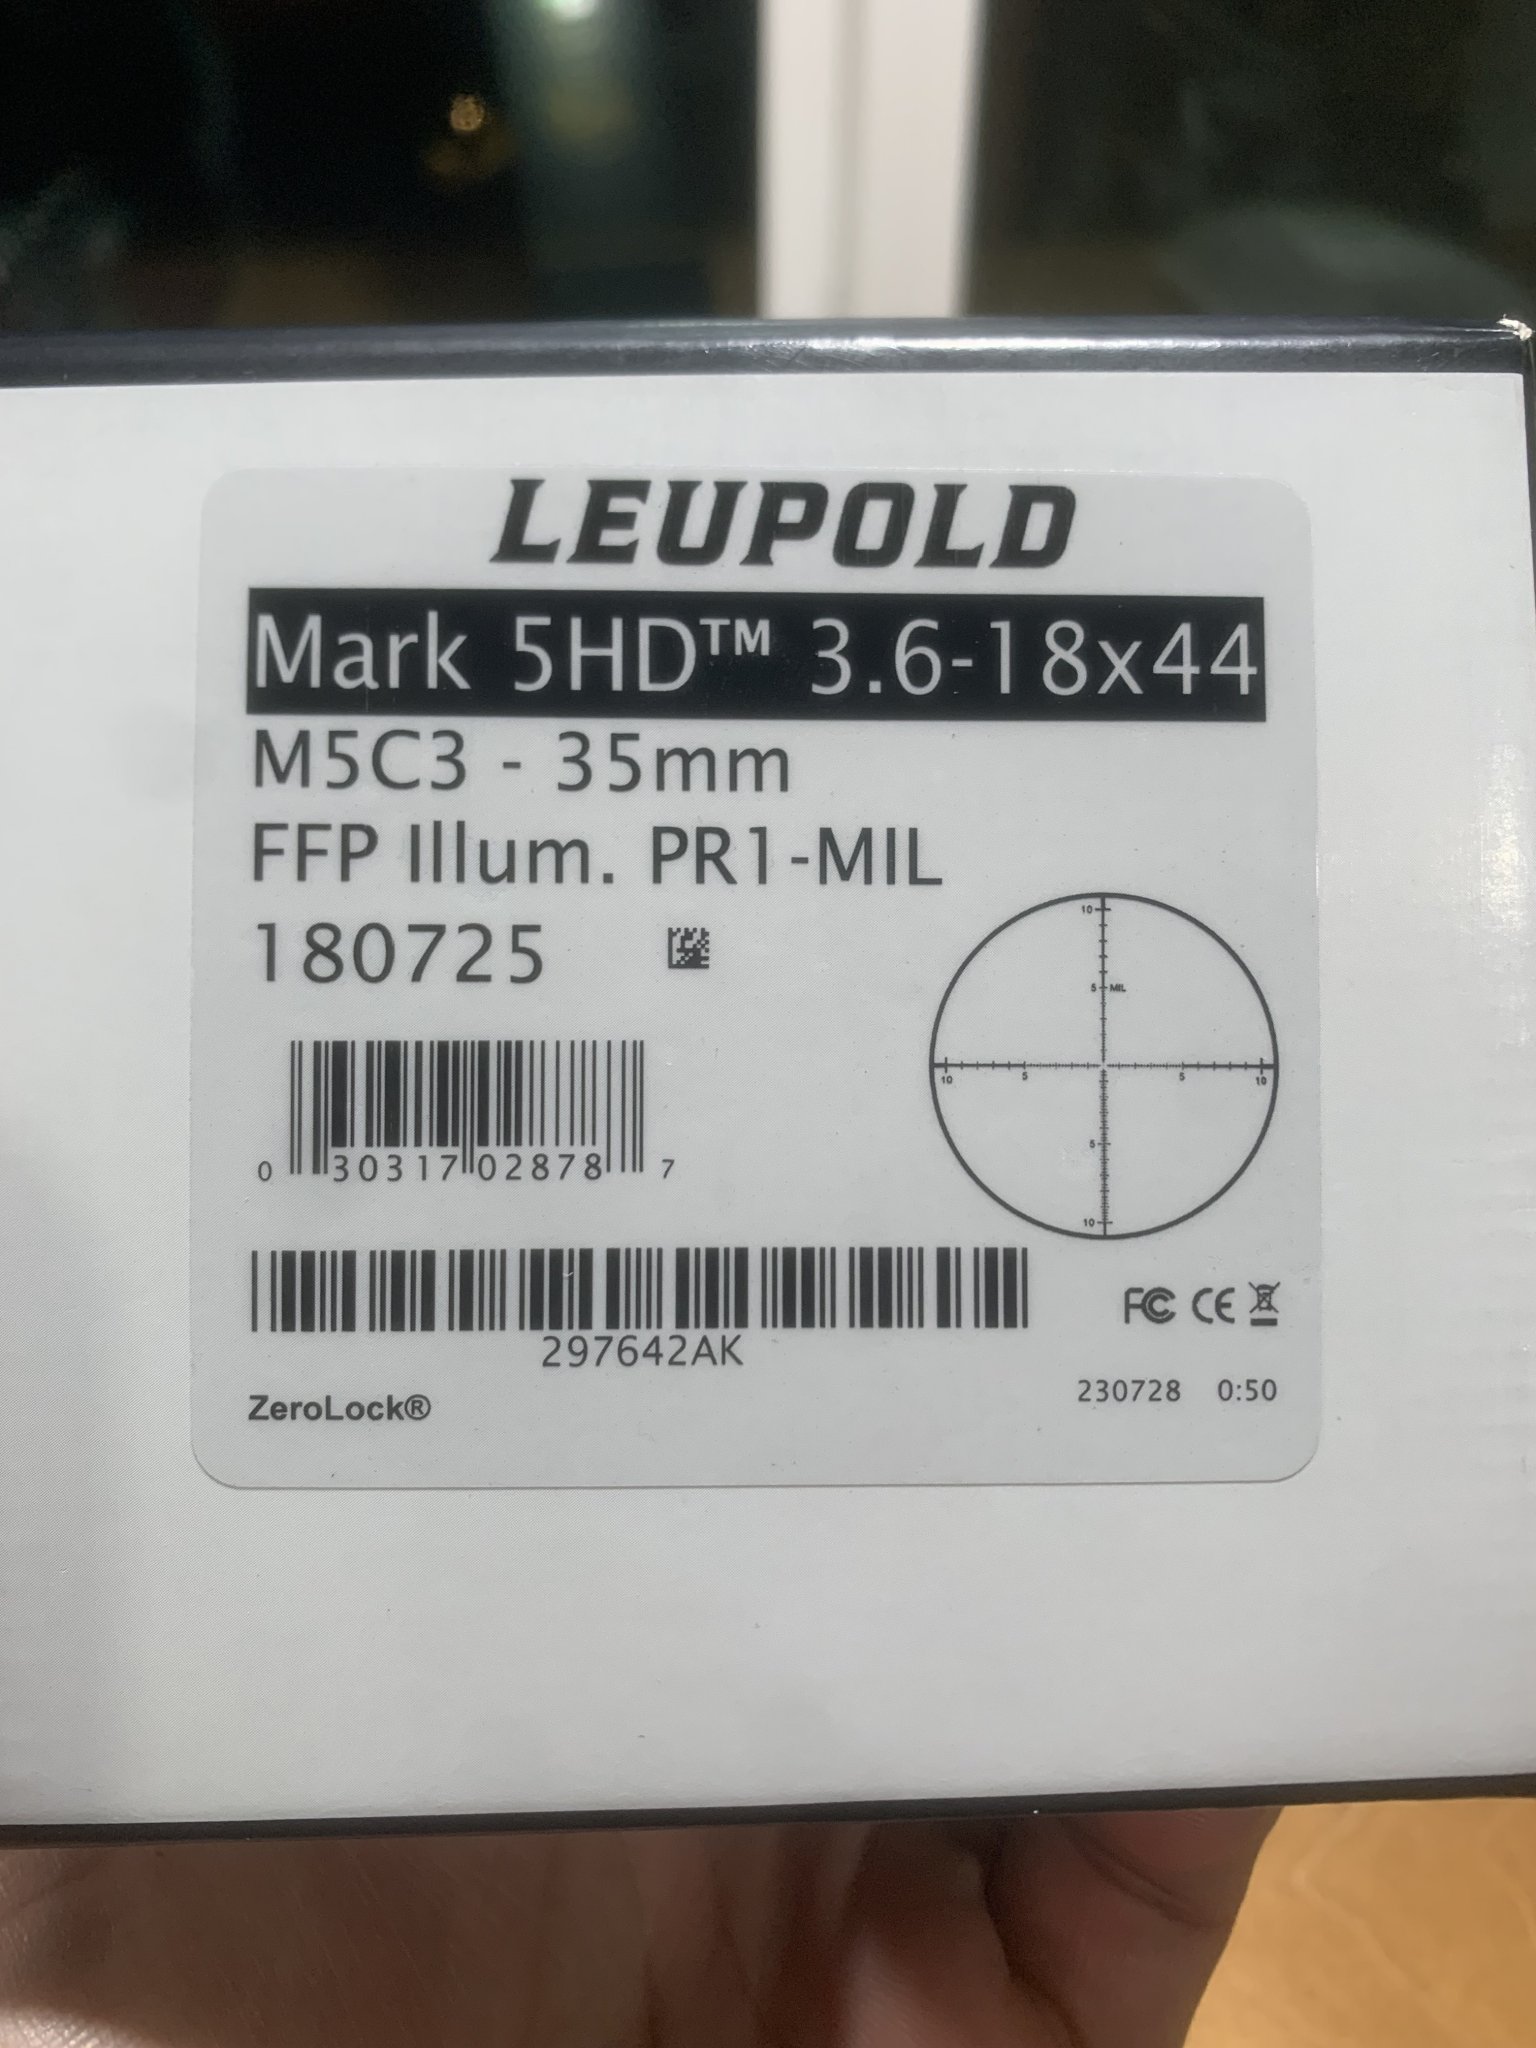 LEUPOLD
Mark 5HD™ 3.6-18x44
M5C3 - 35mm
FFP Illum. PR1-MIL
180725
10
5 MIL
10 5 5 10
5
10
0 30317 02878 7
297642AK
FC CE
ZeroLock®
230728 0:50